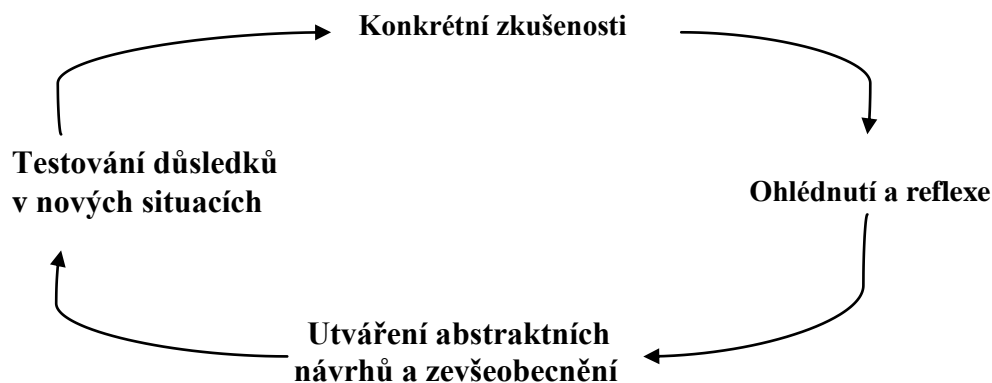 Konkrétní zkušenosti
Testování důsledků
v nových situacích
Ohlédnutí a reflexe
Utváření abstraktních
návrhů a zevšeobecnění